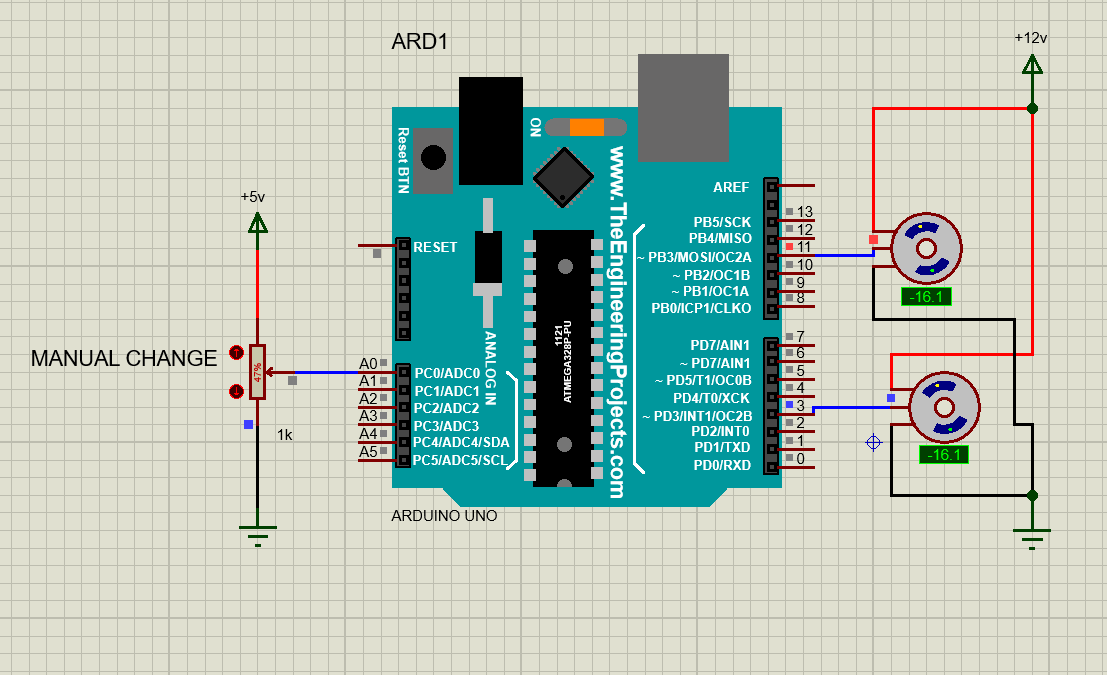 ARD1
+12v
+5v
MANUAL CHANGE
47%
1k
Reset BTN
ON
www.TheEngineeringProjects.com
ANALOG IN
1121
ATMEGA328P-PU
RESET
A0 PC0/ADC0
A1 PC1/ADC1
A2 PC2/ADC2
A3 PC3/ADC3
A4 PC4/ADC4/SDA
A5 PC5/ADC5/SCL
AREF
PB5/SCK 13
PB4/MISO 12
~ PB3/MOSI/OC2A 11
~ PB2/OC1B 10
~ PB1/OC1A 9
PB0/ICP1/CLKO 8
PD7/AIN1 7
~ PD7/AIN1 6
~ PD5/T1/OC0B 5
PD4/T0/XCK 4
~ PD3/INT1/OC2B 3
PD2/INT0 2
PD1/TXD 1
PD0/RXD 0
-16.1
-16.1
ARDUINO UNO